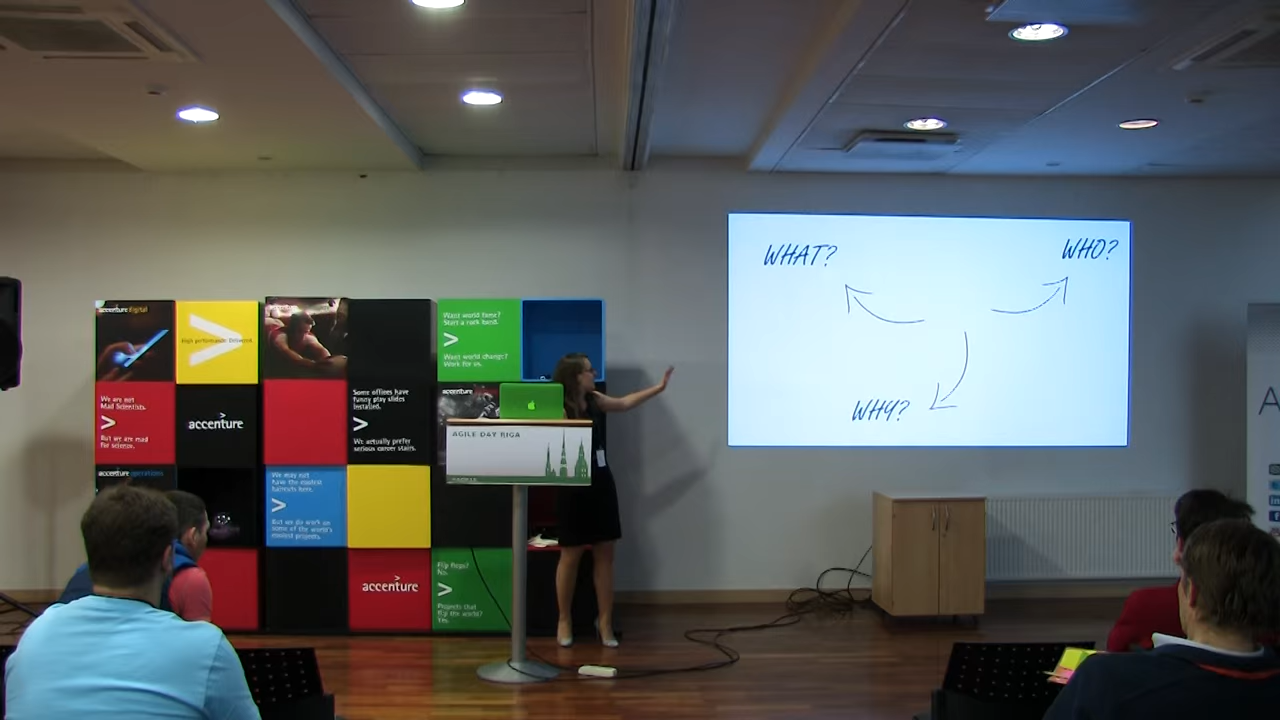 WHAT?
WHO?
WHY?
accenture digital
High performance. Delivered.
Want world fame?
Start a rock band.
>
Want world change?
Work for us.
We are not
Mad Scientists.
>
But we are mad
for science.
accenture
Some offices have
funny play slides
installed.
>
We actually prefer
serious career stairs.
accenture
AGILE DAY RIGA
accenture operations
We may not
have the coolest
haircuts here.
>
But we do work on
some of the world's
coolest projects.
accenture
Flip flops?
No.
>
Projects that
flip the world?
Yes.
A